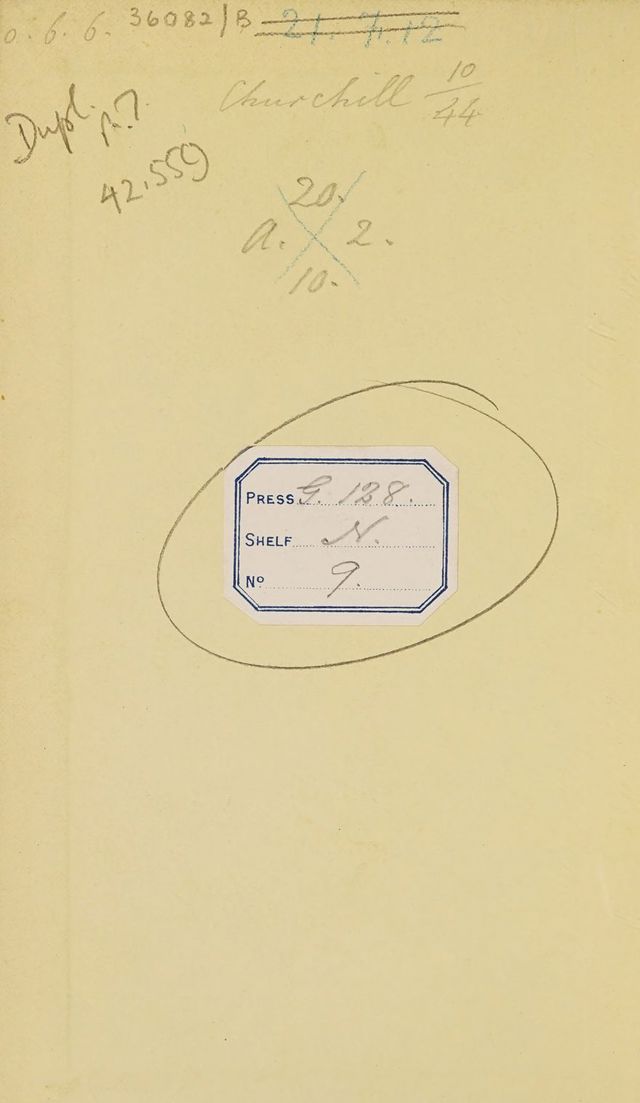 o. 6. 6. 36082/B 21. 7. 12
Churchill 10/44
Dupl.
42.559
20.
A. 2.
10.
PRESS G. 128.
SHELF N.
No 9.